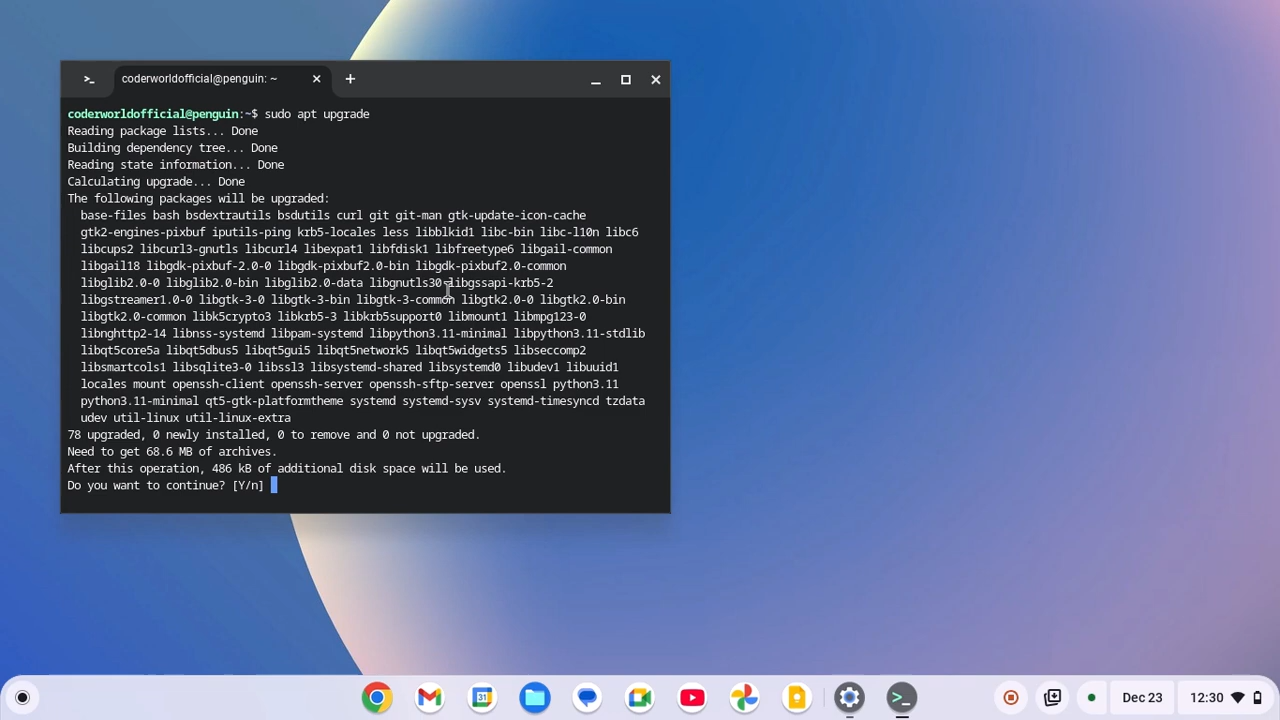 >_ coderworldofficial@penguin: ~
coderworldofficial@penguin:~$ sudo apt upgrade
Reading package lists... Done
Building dependency tree... Done
Reading state information... Done
Calculating upgrade... Done
The following packages will be upgraded:
base-files bash bsdextrautils bsdutils curl git git-man gtk-update-icon-cache
gtk2-engines-pixbuf iputils-ping krb5-locales less libblkid1 libc-bin libc-l10n libc6
libcups2 libcurl3-gnutls libcurl4 libexpat1 libfdisk1 libfreetype6 libgail-common
libgail18 libgdk-pixbuf-2.0-0 libgdk-pixbuf2.0-bin libgdk-pixbuf2.0-common
libglib2.0-0 libglib2.0-bin libglib2.0-data libgnutls30 libgssapi-krb5-2
libgstreamer1.0-0 libgtk-3-0 libgtk-3-bin libgtk-3-common libgtk2.0-0 libgtk2.0-bin
libgtk2.0-common libk5crypto3 libkrb5-3 libkrb5support0 libmount1 libmpg123-0
libnghttp2-14 libnss-systemd libpam-systemd libpython3.11-minimal libpython3.11-stdlib
libqt5core5a libqt5dbus5 libqt5gui5 libqt5network5 libqt5widgets5 libseccomp2
libsmartcols1 libsqlite3-0 libssl3 libsystemd-shared libsystemd0 libudev1 libuuid1
locales mount openssh-client openssh-server openssh-sftp-server openssl python3.11
python3.11-minimal qt5-gtk-platformtheme systemd systemd-sysv systemd-timesyncd tzdata
udev util-linux util-linux-extra
78 upgraded, 0 newly installed, 0 to remove and 0 not upgraded.
Need to get 68.6 MB of archives.
After this operation, 486 kB of additional disk space will be used.
Do you want to continue? [Y/n]
31 >_ Dec 23 12:30